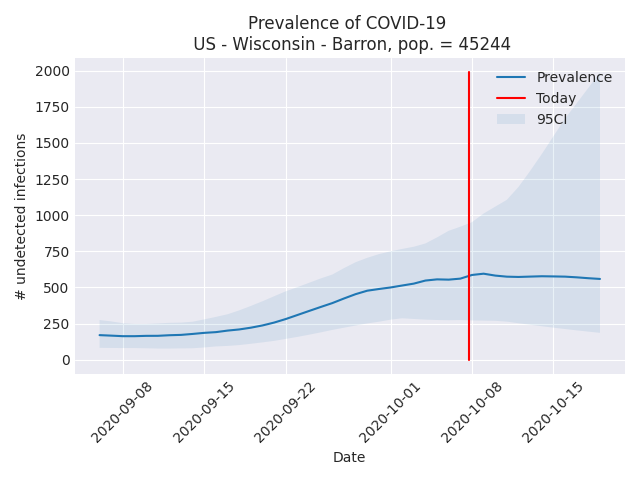 Prevalence of COVID-19
US - Wisconsin - Barron, pop. = 45244
2000
1750
1500
1250
1000
750
500
250
0
# undetected infections
Prevalence
Today
95CI
2020-09-08
2020-09-15
2020-09-22
2020-10-01
2020-10-08
2020-10-15
Date